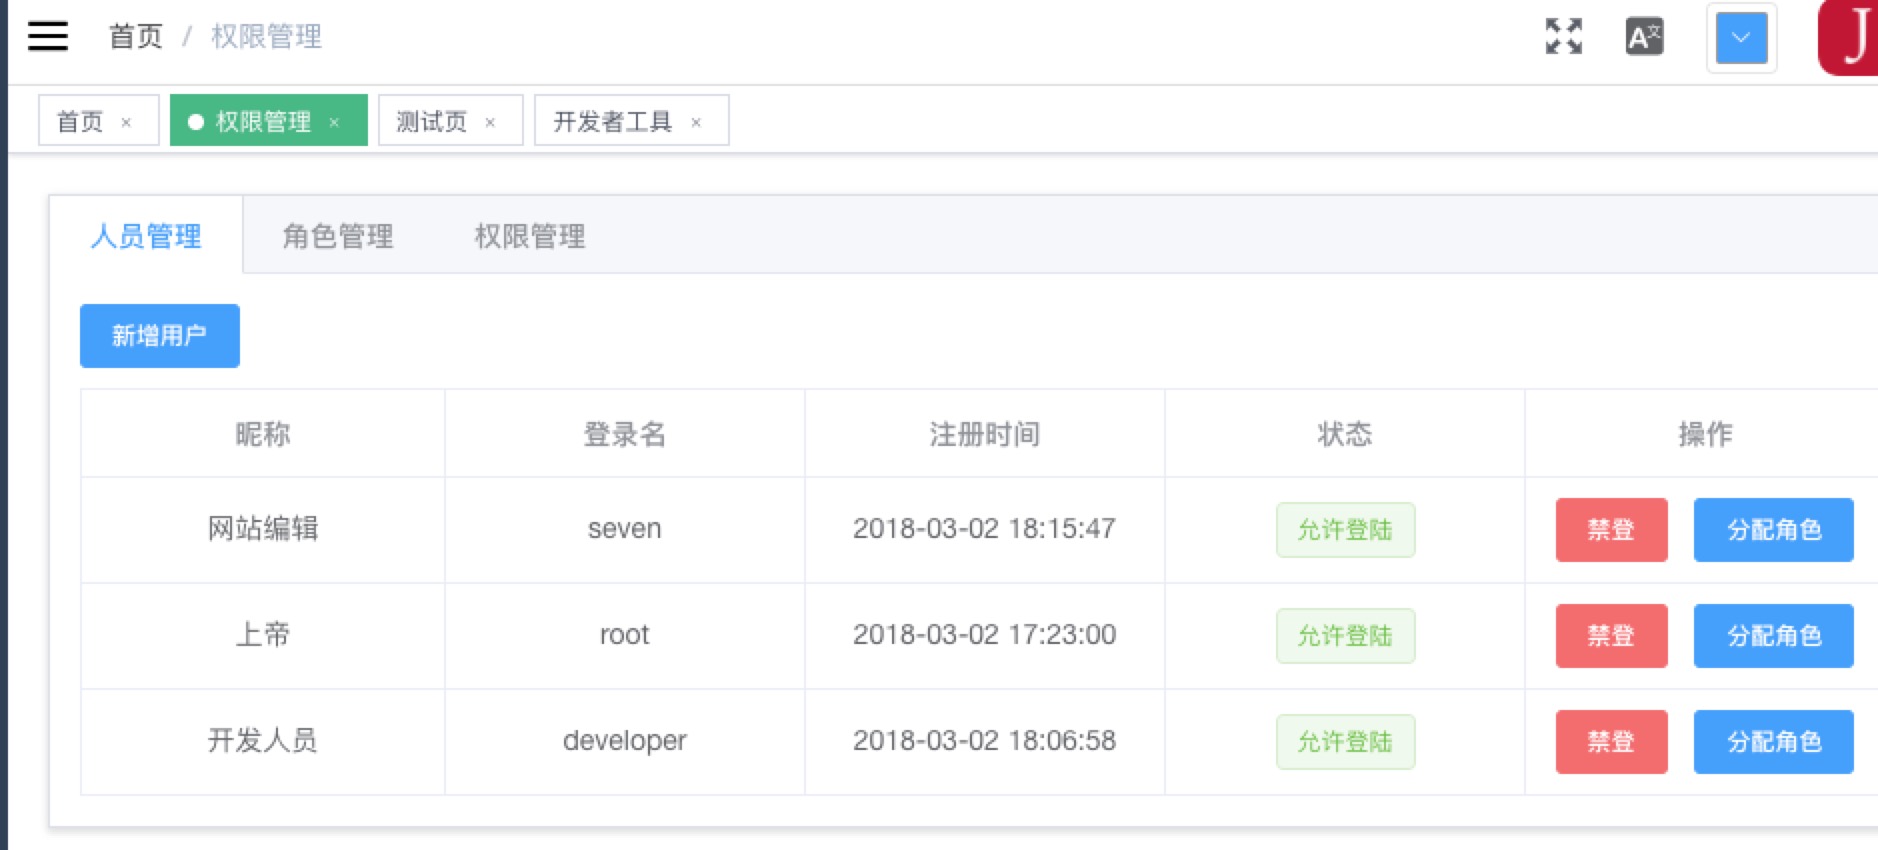 首页 / 权限管理
A文
J
首页 × 权限管理 × 测试页 × 开发者工具 ×
人员管理 角色管理 权限管理
新增用户
昵称 登录名 注册时间 状态 操作
网站编辑 seven 2018-03-02 18:15:47 允许登陆 禁登 分配角色
上帝 root 2018-03-02 17:23:00 允许登陆 禁登 分配角色
开发人员 developer 2018-03-02 18:06:58 允许登陆 禁登 分配角色